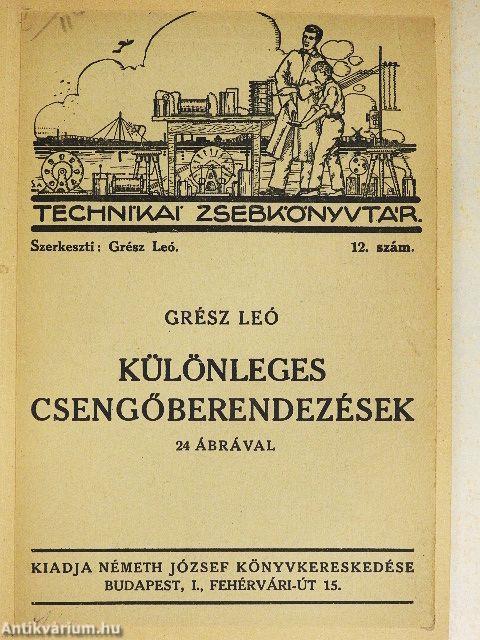 TECHNIKAI ZSEBKÖNYVTÁR.
Szerkeszti: Grész Leó. 12. szám.
GRÉSZ LEÓ
KÜLÖNLEGES
CSENGŐBERENDEZÉSEK
24 ÁBRÁVAL
KIADJA NÉMETH JÓZSEF KÖNYVKERESKEDÉSE
BUDAPEST, I., FEHÉRVÁRI-ÚT 15.
Antikvárium.hu